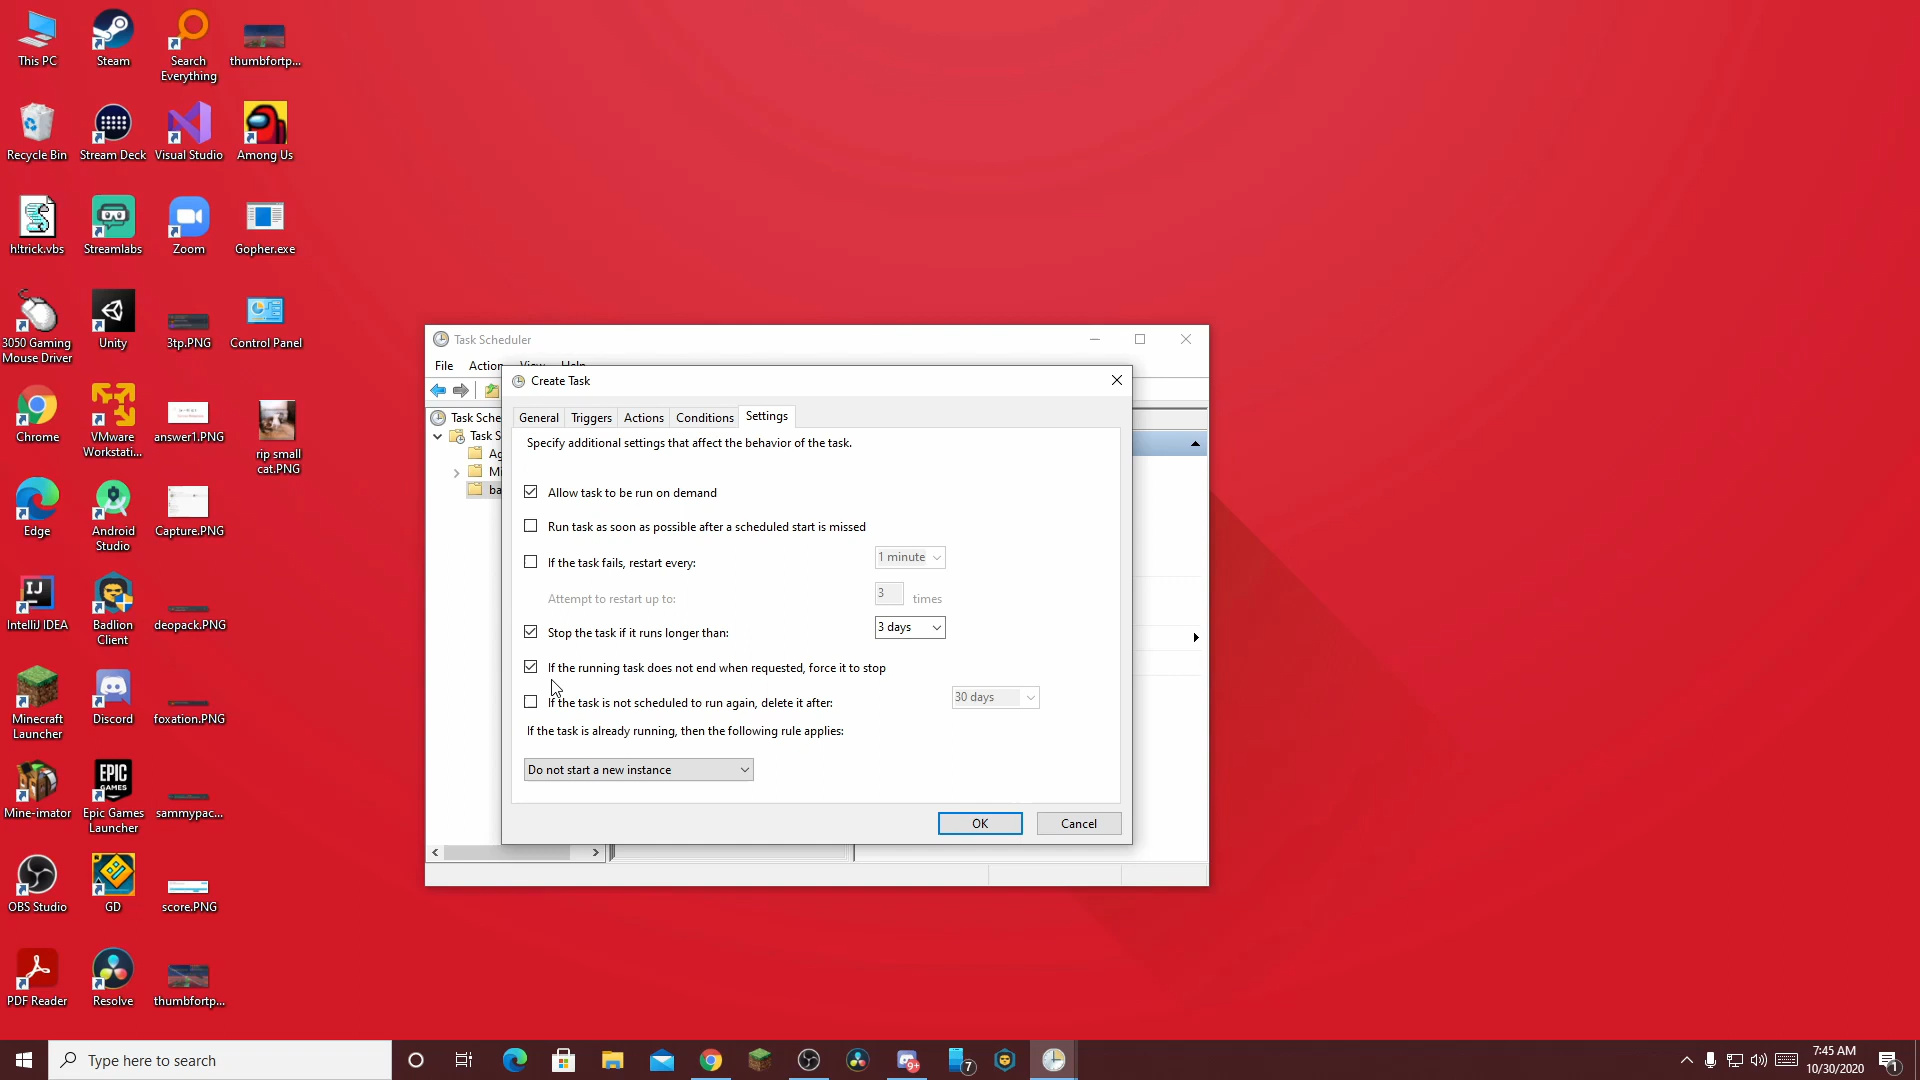 This PC
Steam
Search
Everything
thumbfortp...
Recycle Bin
Stream Deck
Visual Studio
Among Us
h!trick.vbs
Streamlabs
Zoom
Gopher.exe
3050 Gaming
Mouse Driver
Unity
3tp.PNG
Control Panel
Chrome
VMware
Workstati...
answer1.PNG
rip small
cat.PNG
Edge
Android
Studio
Capture.PNG
IntelliJ IDEA
Badlion
Client
deopack.PNG
Minecraft
Launcher
Discord
foxation.PNG
Mine-imator
EPIC
GAMES
Epic Games
Launcher
sammypac...
OBS Studio
GD
score.PNG
PDF Reader
Resolve
thumbfortp...
Task Scheduler
File Action View Help
Task Sche
Task S
Ac
Mi
ba
Create Task
General Triggers Actions Conditions Settings
Specify additional settings that affect the behavior of the task.
Allow task to be run on demand
Run task as soon as possible after a scheduled start is missed
If the task fails, restart every: 1 minute
Attempt to restart up to: 3 times
Stop the task if it runs longer than: 3 days
If the running task does not end when requested, force it to stop
If the task is not scheduled to run again, delete it after: 30 days
If the task is already running, then the following rule applies:
Do not start a new instance
OK Cancel
Type here to search
9+
7
7:45 AM
10/30/2020
1